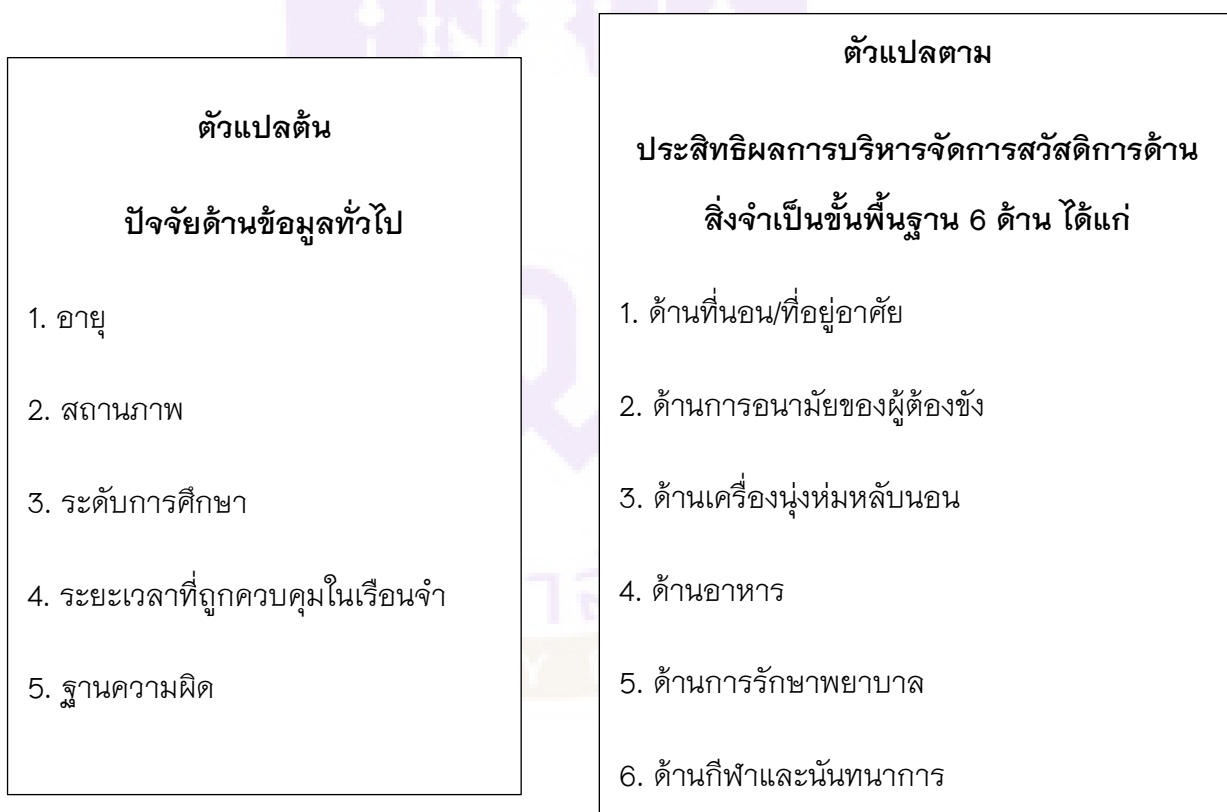 ตัวแปลต้น
ปัจจัยด้านข้อมูลทั่วไป
1. อายุ
2. สถานภาพ
3. ระดับการศึกษา
4. ระยะเวลาที่ถูกควบคุมในเรือนจำ
5. ฐานความผิด
ตัวแปลตาม
ประสิทธิผลการบริหารจัดการสวัสดิการด้าน
สิ่งจำเป็นขั้นพื้นฐาน 6 ด้าน ได้แก่
1. ด้านที่นอน/ที่อยู่อาศัย
2. ด้านการอนามัยของผู้ต้องขัง
3. ด้านเครื่องนุ่งห่มหลับนอน
4. ด้านอาหาร
5. ด้านการรักษาพยาบาล
6. ด้านกีฬาและนันทนาการ